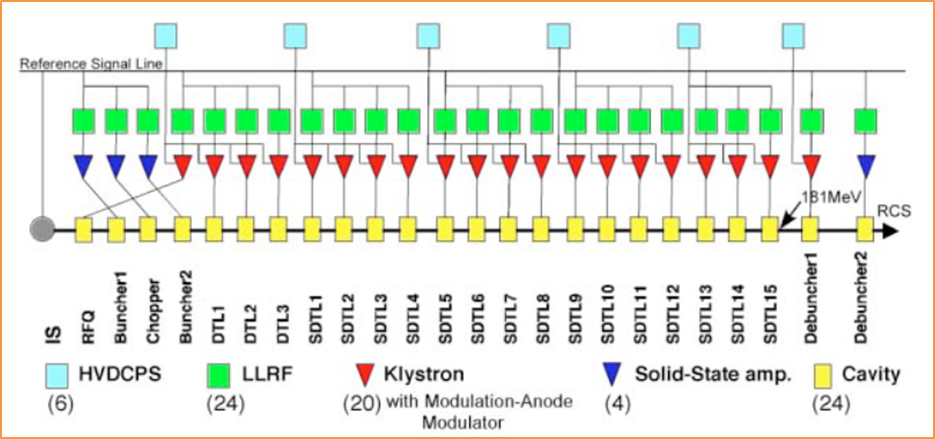 Reference Signal Line
181MeV
RCS
IS
RFQ
Buncher1
Chopper
Buncher2
DTL1
DTL2
DTL3
SDTL1
SDTL2
SDTL3
SDTL4
SDTL5
SDTL6
SDTL7
SDTL8
SDTL9
SDTL10
SDTL11
SDTL12
SDTL13
SDTL14
SDTL15
Debuncher1
Debuncher2
HVDCPS LLRF Klystron Solid-State amp. Cavity
(6) (24) (20) with Modulation-Anode (4) (24)
Modulator